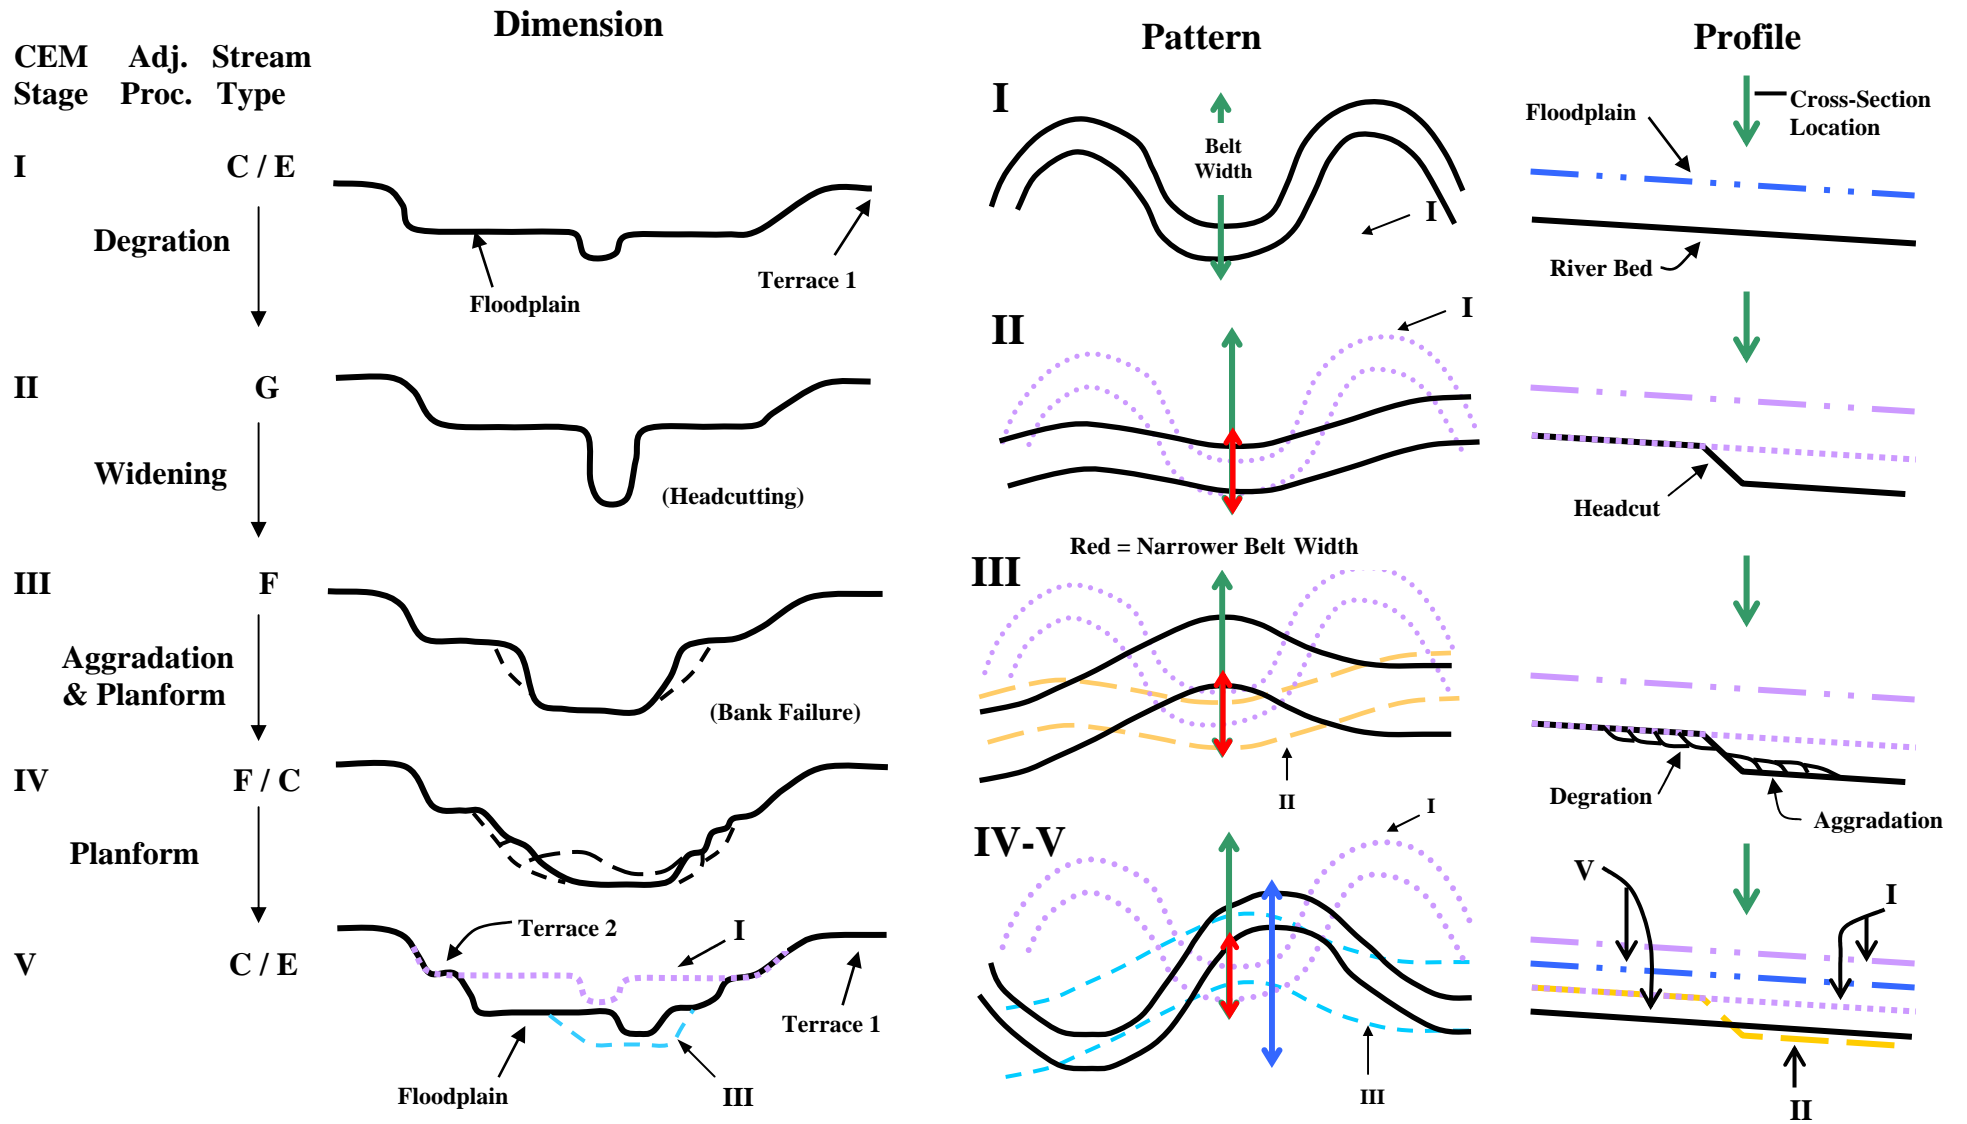 Dimension
Pattern
Profile
CEM Adj. Stream
Stage Proc. Type
I
C / E
Degration
Floodplain
Terrace 1
II
G
Widening
(Headcutting)
III
F
Aggradation
& Planform
(Bank Failure)
IV
F / C
Planform
V
C / E
Terrace 2
I
Terrace 1
Floodplain
III
I
Belt
Width
I
II
I
Red = Narrower Belt Width
III
II
IV-V
I
III
Floodplain
Cross-Section
Location
River Bed
Headcut
Degration
Aggradation
V
I
II